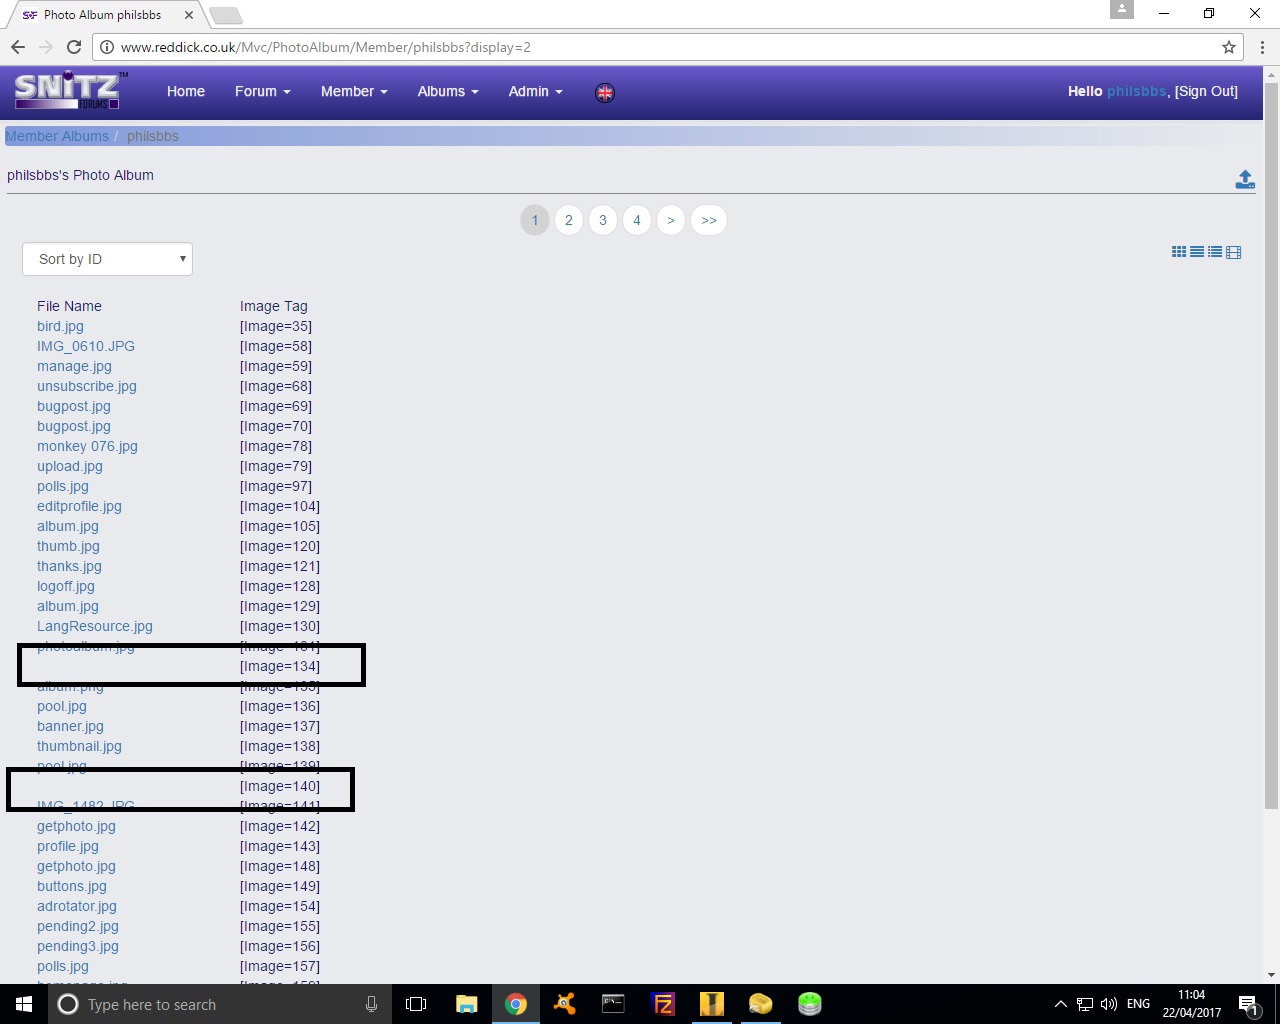 Photo Album philsbbs
www.reddick.co.uk/Mvc/PhotoAlbum/Member/philsbbs?display=2
SNITZ™ FORUMS
Home Forum Member Albums Admin Hello philsbbs, [Sign Out]
Member Albums / philsbbs
philsbbs's Photo Album
1 2 3 4 > >>
Sort by ID
File Name Image Tag
bird.jpg [Image=35]
IMG_0610.JPG [Image=58]
manage.jpg [Image=59]
unsubscribe.jpg [Image=68]
bugpost.jpg [Image=69]
bugpost.jpg [Image=70]
monkey 076.jpg [Image=78]
upload.jpg [Image=79]
polls.jpg [Image=97]
editprofile.jpg [Image=104]
album.jpg [Image=105]
thumb.jpg [Image=120]
thanks.jpg [Image=121]
logoff.jpg [Image=128]
album.jpg [Image=129]
LangResource.jpg [Image=130]
photoalbum.jpg [Image=131]
[Image=134]
album.png [Image=135]
pool.jpg [Image=136]
banner.jpg [Image=137]
thumbnail.jpg [Image=138]
pool.jpg [Image=139]
[Image=140]
IMG_1482.JPG [Image=141]
getphoto.jpg [Image=142]
profile.jpg [Image=143]
getphoto.jpg [Image=148]
buttons.jpg [Image=149]
adrotator.jpg [Image=154]
pending2.jpg [Image=155]
pending3.jpg [Image=156]
polls.jpg [Image=157]
Type here to search
ENG
11:04
22/04/2017
1